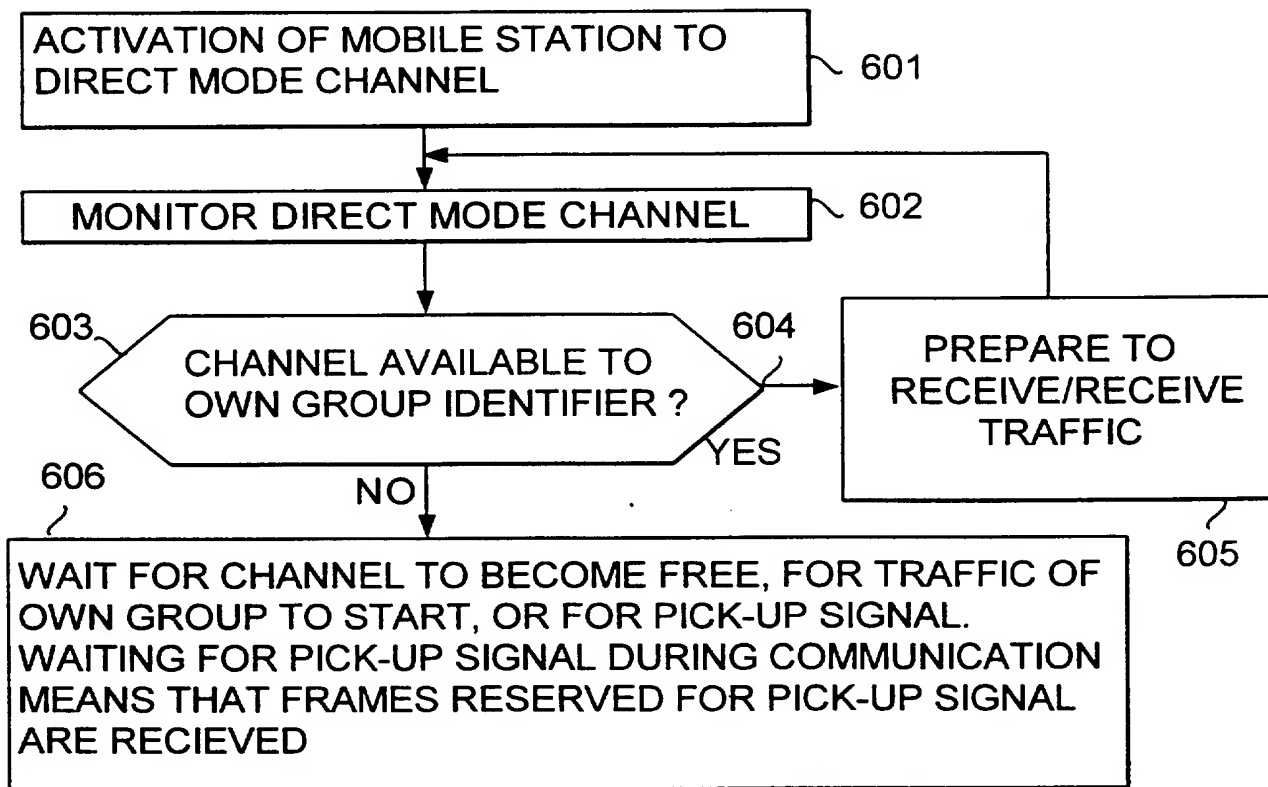 ACTIVATION OF MOBILE STATION TO
DIRECT MODE CHANNEL
601
MONITOR DIRECT MODE CHANNEL
602
603
CHANNEL AVAILABLE TO
OWN GROUP IDENTIFIER ?
604
YES
NO
PREPARE TO
RECEIVE/RECEIVE
TRAFFIC
605
606
WAIT FOR CHANNEL TO BECOME FREE, FOR TRAFFIC OF
OWN GROUP TO START, OR FOR PICK-UP SIGNAL.
WAITING FOR PICK-UP SIGNAL DURING COMMUNICATION
MEANS THAT FRAMES RESERVED FOR PICK-UP SIGNAL
ARE RECIEVED